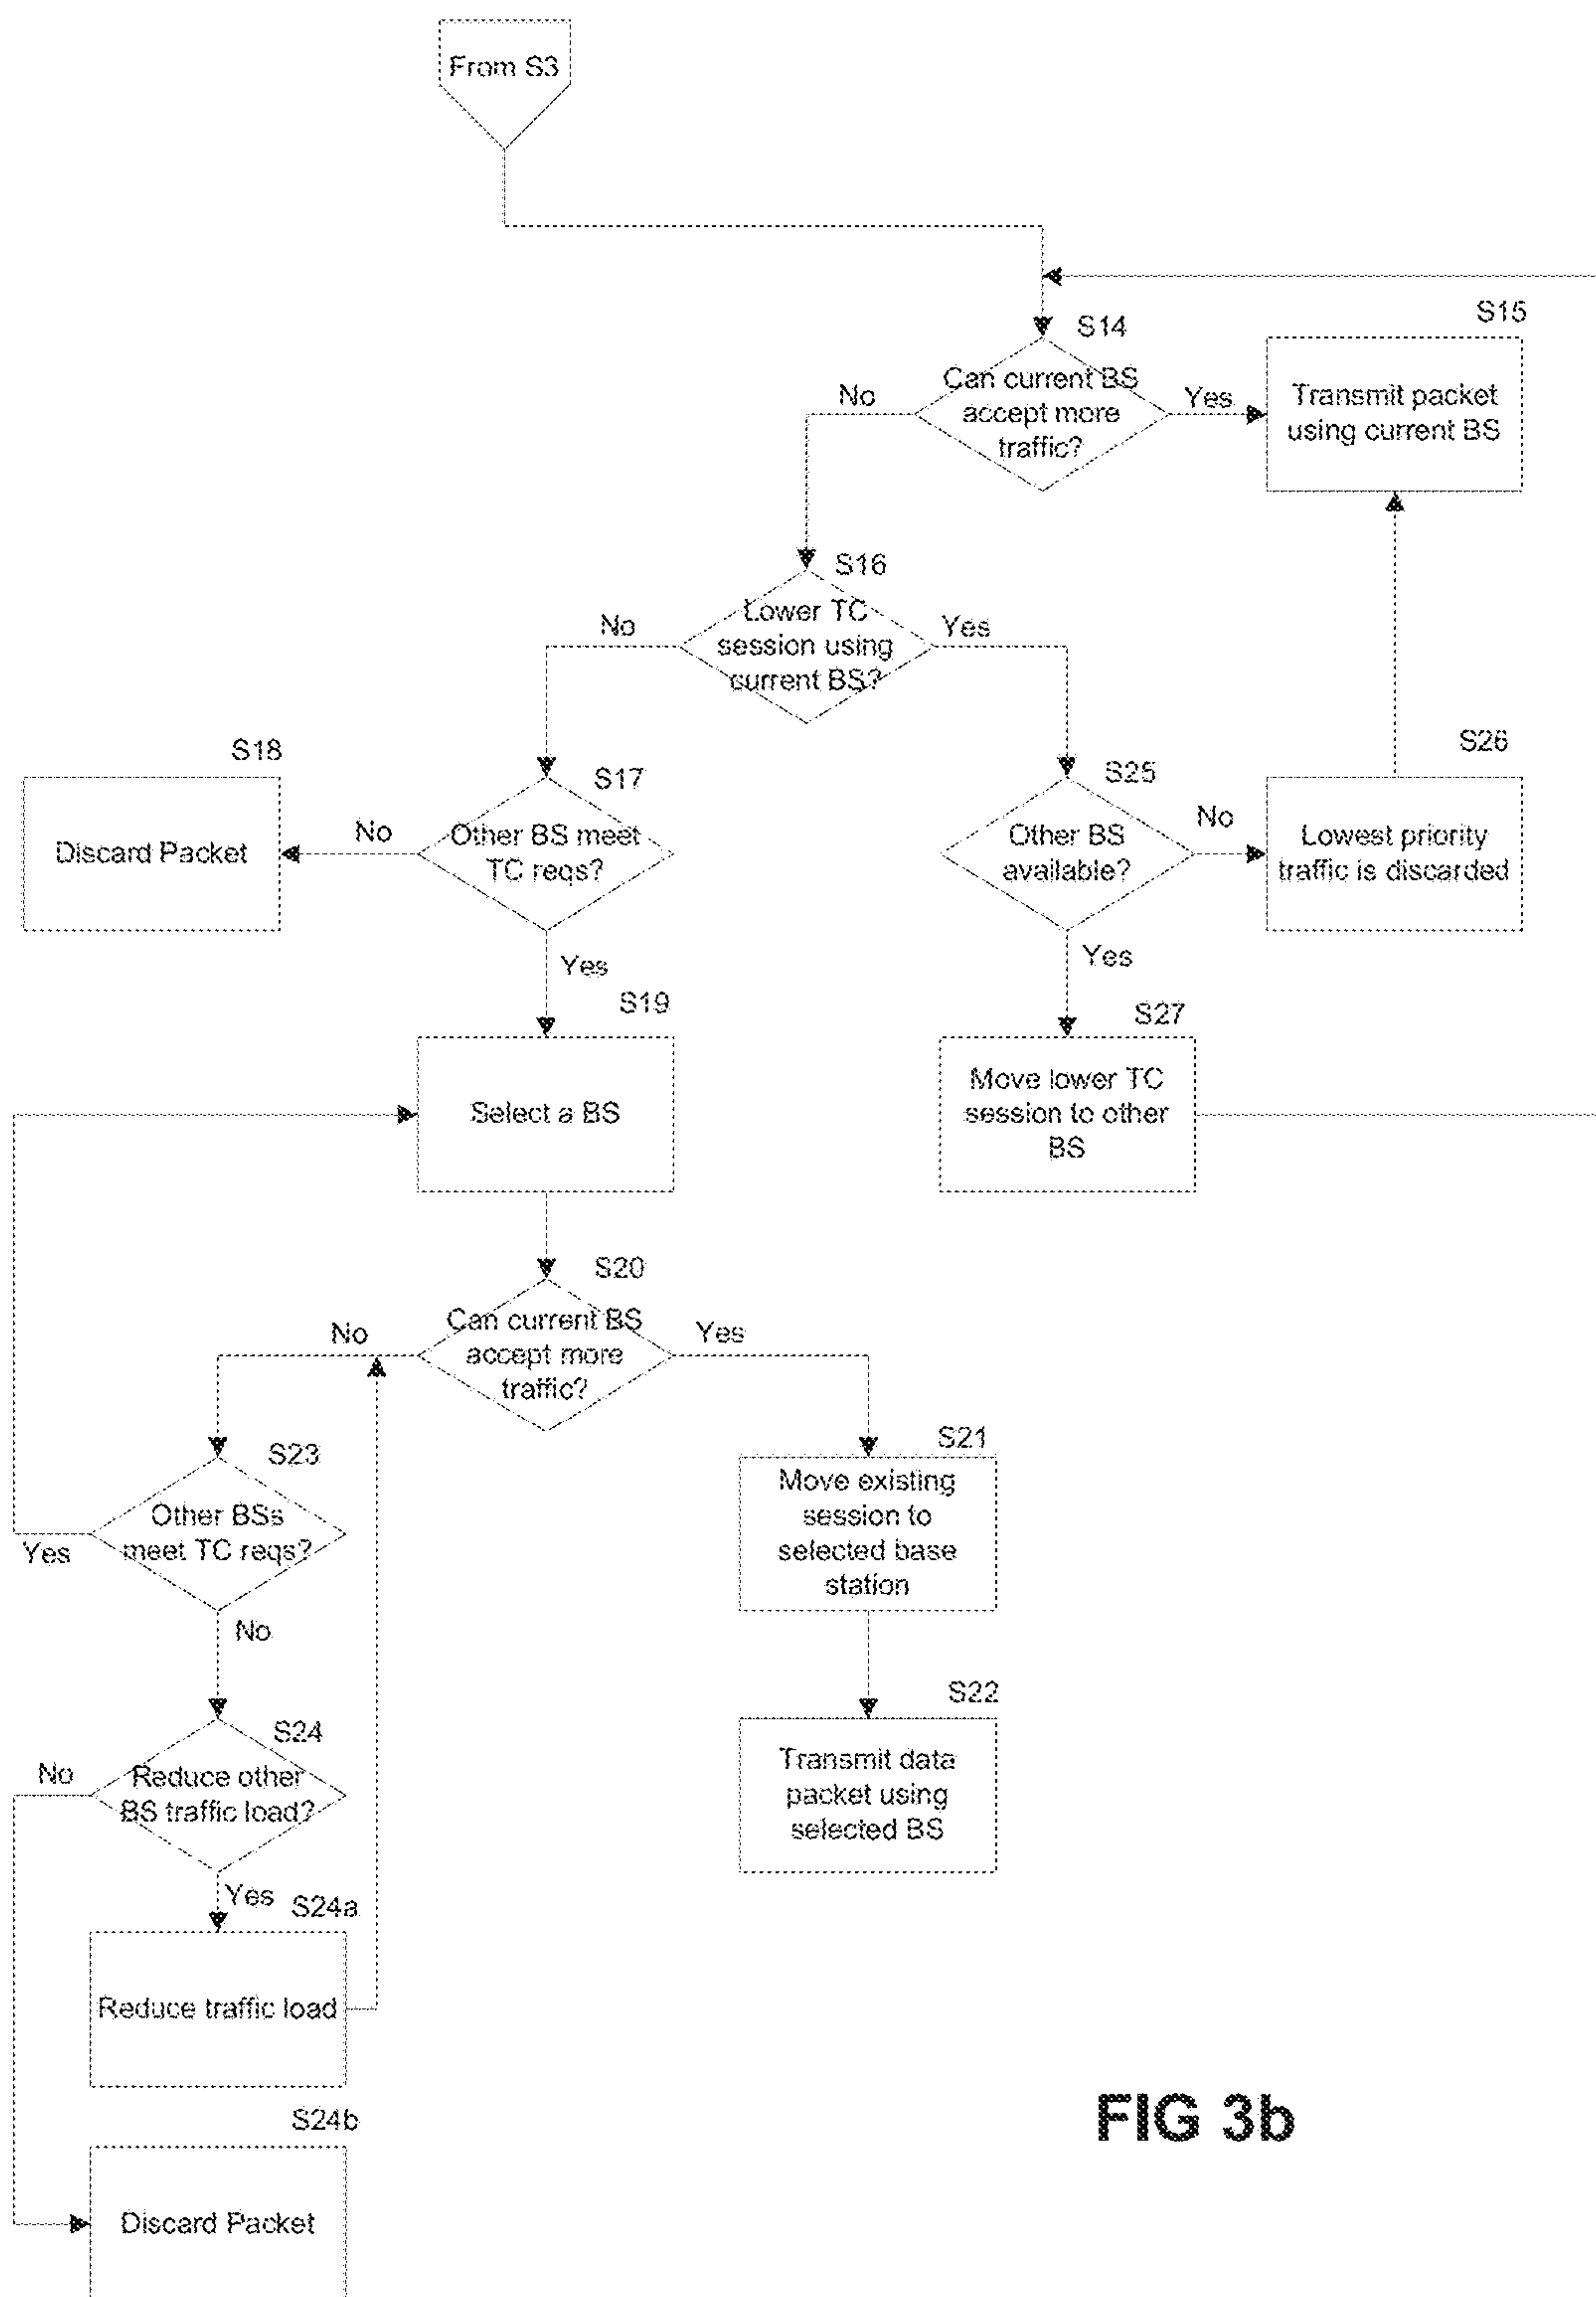 From S3
S14
S15
Can current BS
accept more
traffic?
No
Yes
Transmit packet
using current BS
S16
Lower TC
session using
current BS?
No
Yes
S18
S17
S25
S26
Discard Packet
No
Other BS meet
TC reqs?
Other BS
available?
No
Lowest priority
traffic is discarded
Yes
Yes
S19
S27
Select a BS
Move lower TC
session to other
BS
S20
Can current BS
accept more
traffic?
No
Yes
S23
S21
Other BSs
meet TC reqs?
Yes
Move existing
session to
selected base
station
No
S22
S24
Transmit data
packet using
selected BS
No
Reduce other
BS traffic load?
Yes
S24a
Reduce traffic load
S24b
Discard Packet
FIG 3b